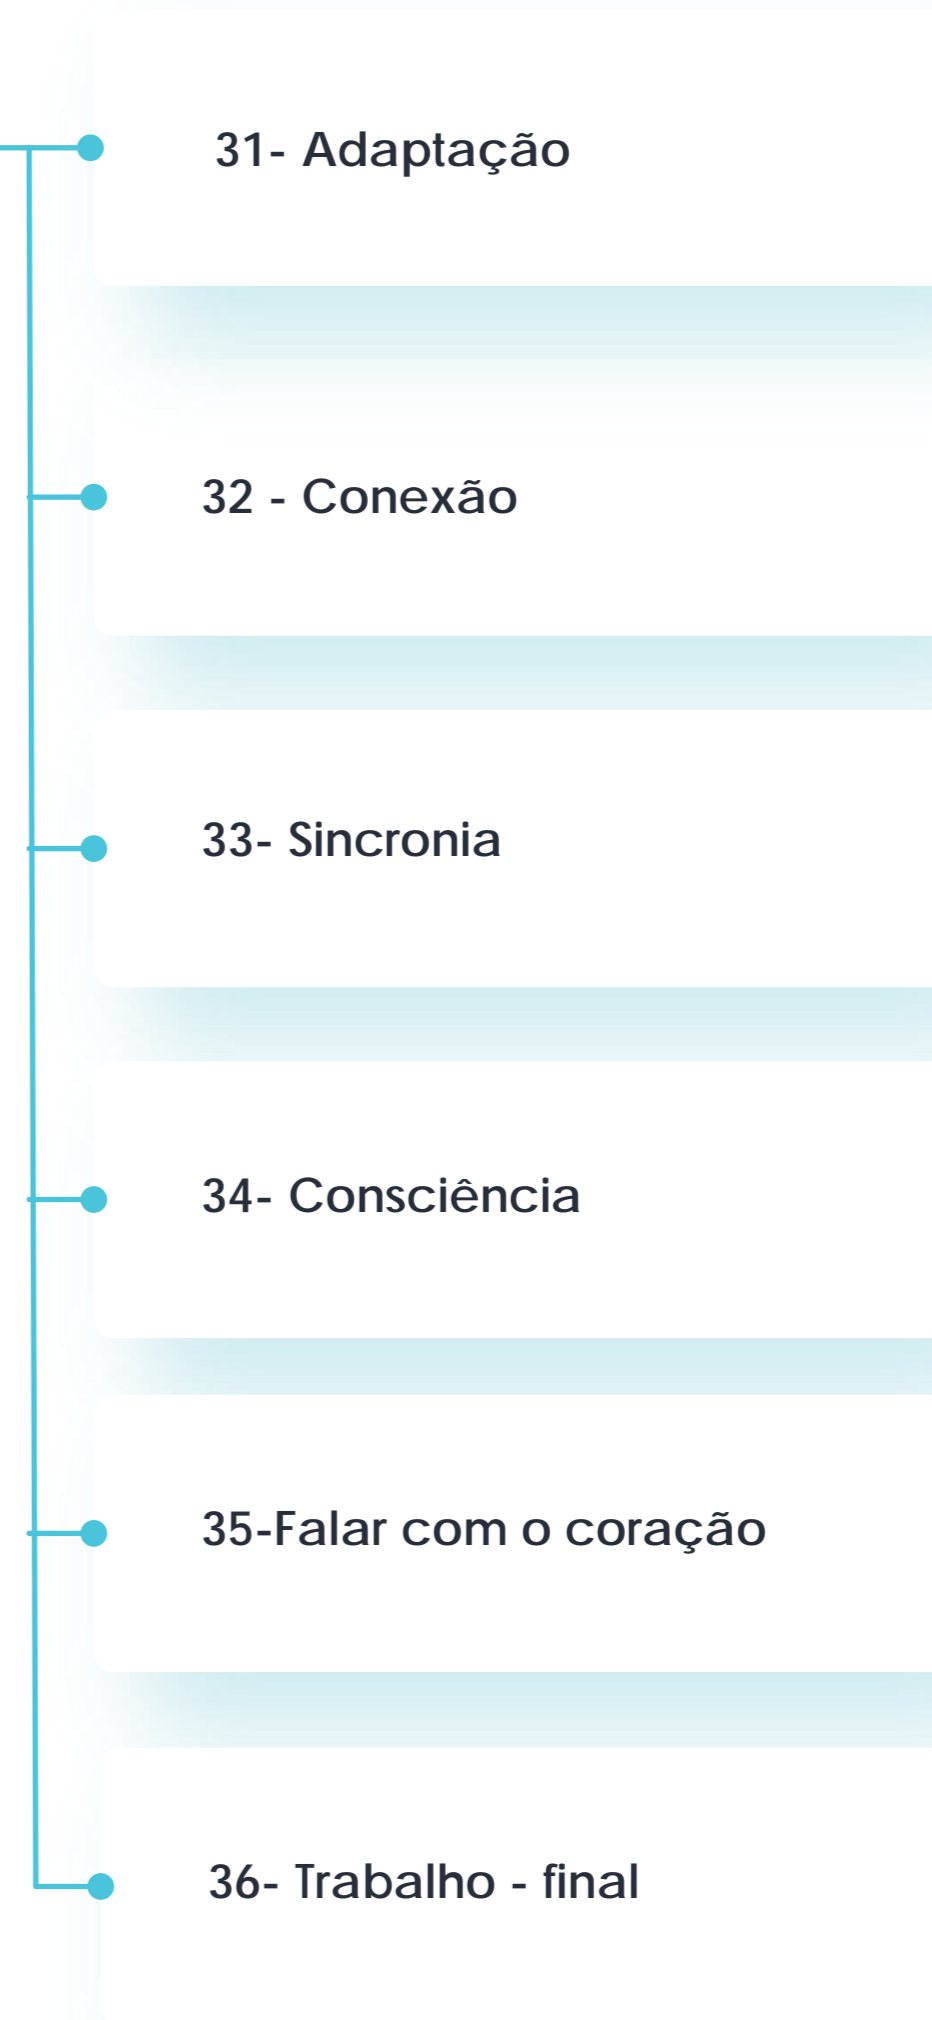 31- Adaptação
32 - Conexão
33- Sincronia
34- Consciência
35-Falar com o coração
36- Trabalho - final